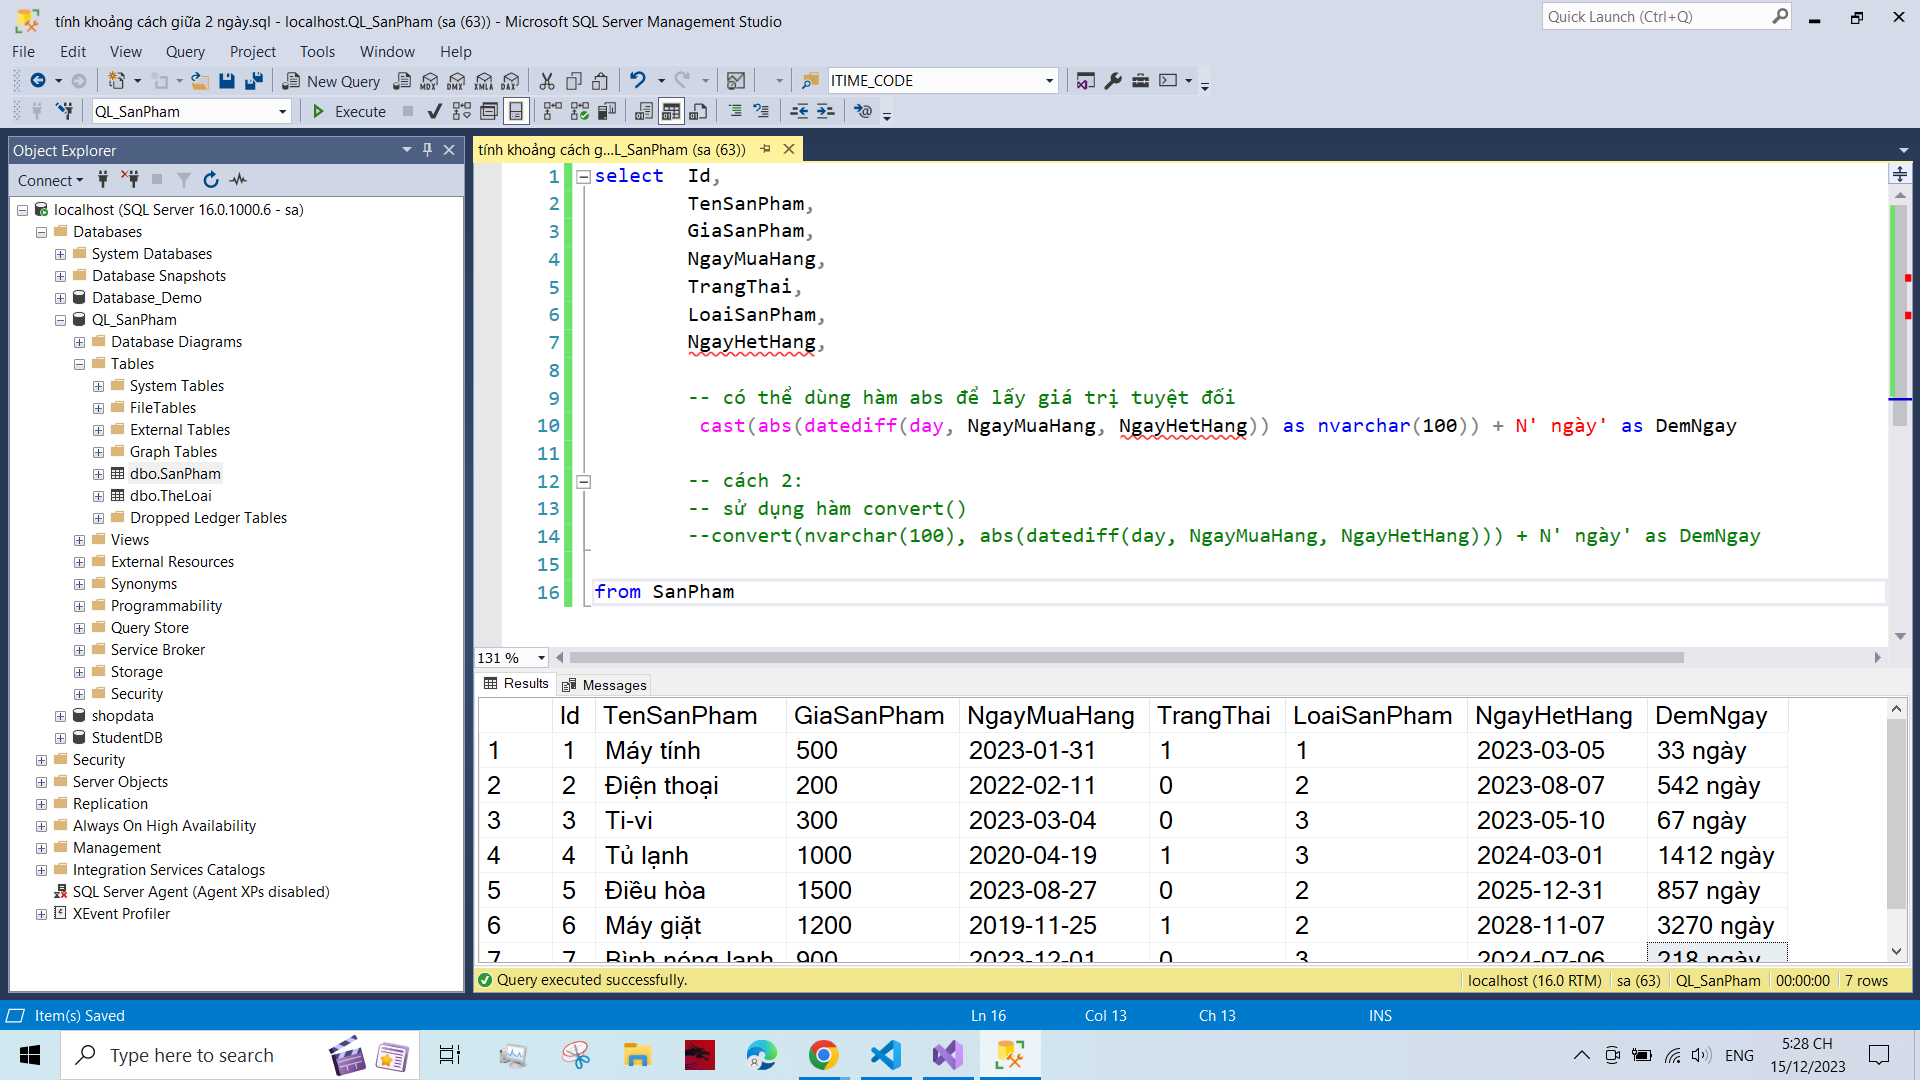 tính khoảng cách giữa 2 ngày.sql - localhost.QL_SanPham (sa (63)) - Microsoft SQL Server Management Studio
Quick Launch (Ctrl+Q)
File Edit View Query Project Tools Window Help
New Query MDX DMX XMLA DAX ITIME_CODE
QL_SanPham Execute
Object Explorer
Connect
localhost (SQL Server 16.0.1000.6 - sa)
Databases
System Databases
Database Snapshots
Database_Demo
QL_SanPham
Database Diagrams
Tables
System Tables
FileTables
External Tables
Graph Tables
dbo.SanPham
dbo.TheLoai
Dropped Ledger Tables
Views
External Resources
Synonyms
Programmability
Query Store
Service Broker
Storage
Security
shopdata
StudentDB
Security
Server Objects
Replication
Always On High Availability
Management
Integration Services Catalogs
SQL Server Agent (Agent XPs disabled)
XEvent Profiler
tính khoảng cách g...L_SanPham (sa (63))
1 select Id,
2 TenSanPham,
3 GiaSanPham,
4 NgayMuaHang,
5 TrangThai,
6 LoaiSanPham,
7 NgayHetHang,
8
9 -- có thể dùng hàm abs để lấy giá trị tuyệt đối
10 cast(abs(datediff(day, NgayMuaHang, NgayHetHang)) as nvarchar(100)) + N' ngày' as DemNgay
11
12 -- cách 2:
13 -- sử dụng hàm convert()
14 --convert(nvarchar(100), abs(datediff(day, NgayMuaHang, NgayHetHang))) + N' ngày' as DemNgay
15
16 from SanPham
131 %
Results Messages
Id TenSanPham GiaSanPham NgayMuaHang TrangThai LoaiSanPham NgayHetHang DemNgay
1 1 Máy tính 500 2023-01-31 1 1 2023-03-05 33 ngày
2 2 Điện thoại 200 2022-02-11 0 2 2023-08-07 542 ngày
3 3 Ti-vi 300 2023-03-04 0 3 2023-05-10 67 ngày
4 4 Tủ lạnh 1000 2020-04-19 1 3 2024-03-01 1412 ngày
5 5 Điều hòa 1500 2023-08-27 0 2 2025-12-31 857 ngày
6 6 Máy giặt 1200 2019-11-25 1 2 2028-11-07 3270 ngày
7 7 Bình nóng lạnh 900 2023-12-01 0 3 2024-07-06 218 ngày
Query executed successfully. localhost (16.0 RTM) sa (63) QL_SanPham 00:00:00 7 rows
Item(s) Saved Ln 16 Col 13 Ch 13 INS
Type here to search
ENG
5:28 CH
15/12/2023